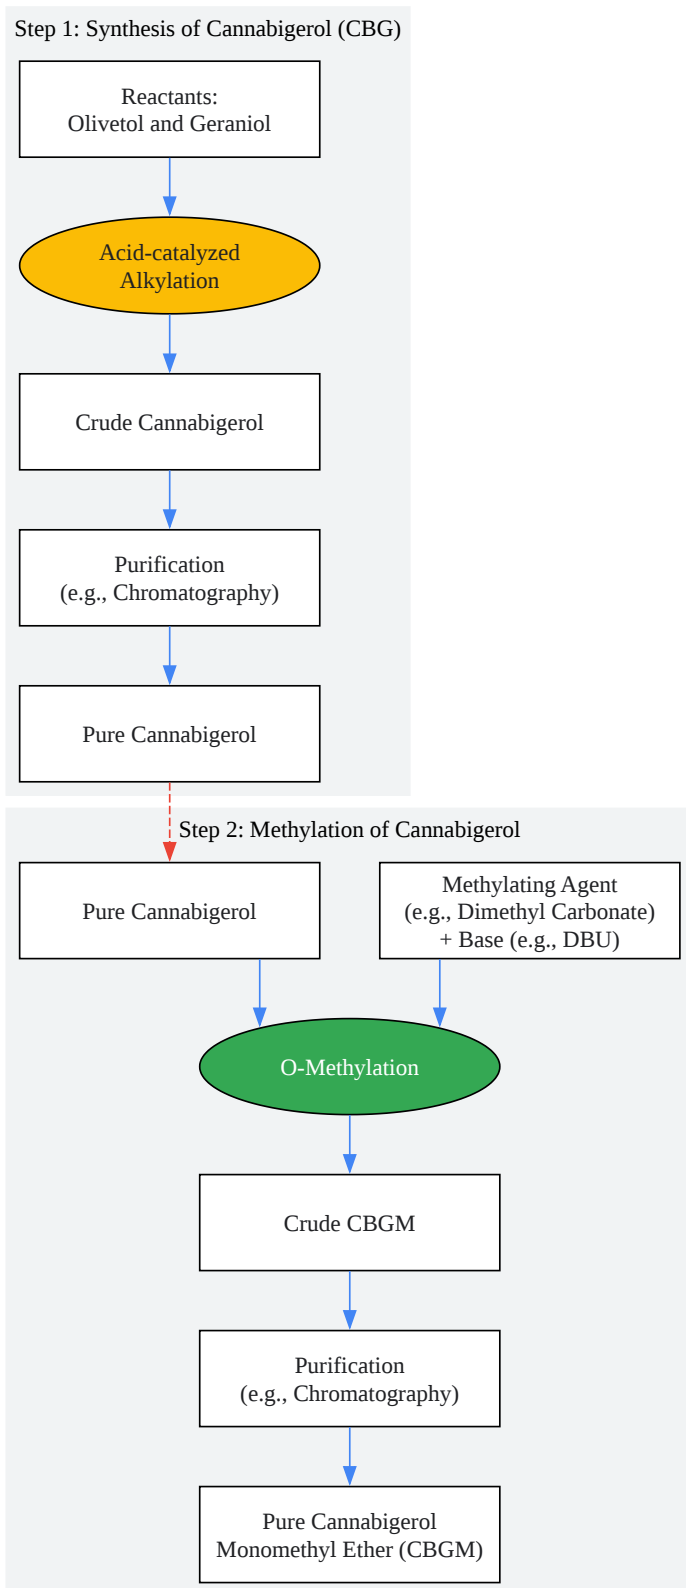 Step 1: Synthesis of Cannabigerol (CBG)
Reactants:
Olivetol and Geraniol
Acid-catalyzed
Alkylation
Crude Cannabigerol
Purification
(e.g., Chromatography)
Pure Cannabigerol
Step 2: Methylation of Cannabigerol
Pure Cannabigerol
Methylating Agent
(e.g., Dimethyl Carbonate)
+ Base (e.g., DBU)
O-Methylation
Crude CBGM
Purification
(e.g., Chromatography)
Pure Cannabigerol
Monomethyl Ether (CBGM)